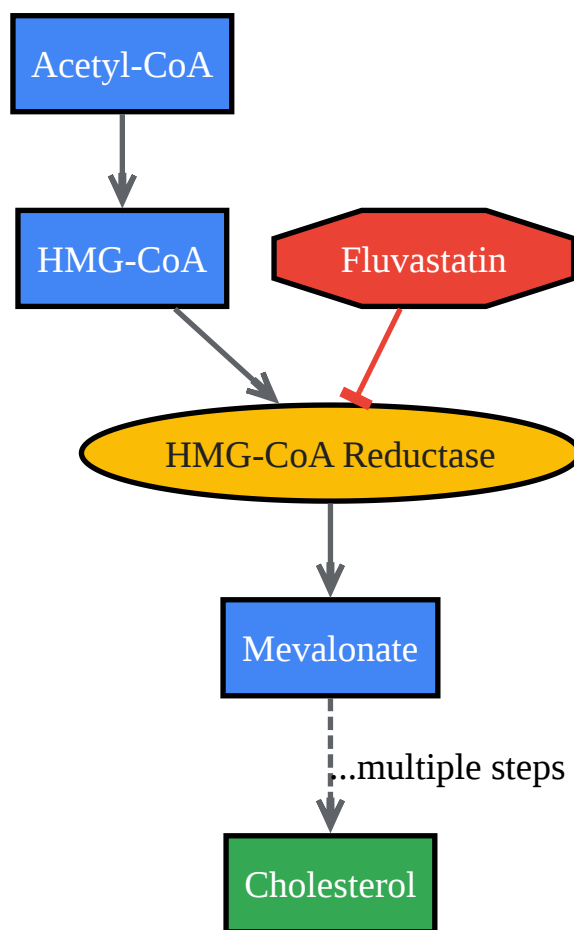 Acetyl-CoA
HMG-CoA
Fluvastatin
HMG-CoA Reductase
Mevalonate
...multiple steps
Cholesterol